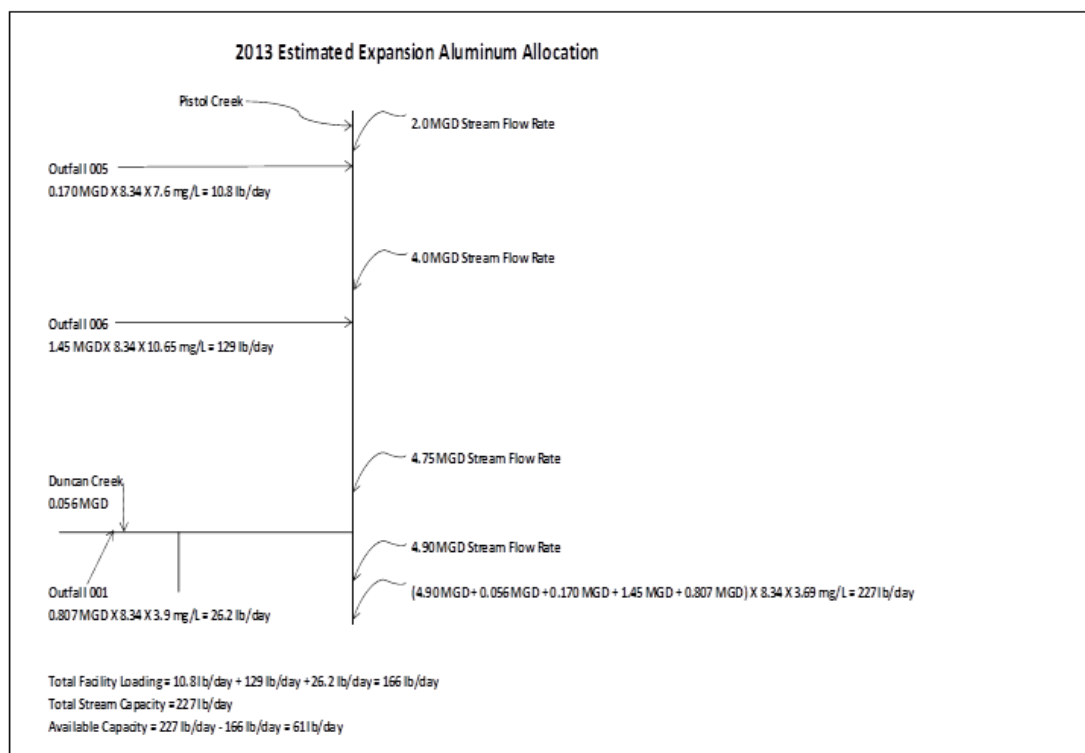 2013 Estimated Expansion Aluminum Allocation
Pistol Creek
2.0 MGD Stream Flow Rate
Outfall 005
0.170 MGD X 8.34 X 7.6 mg/L = 10.8 lb/day
4.0 MGD Stream Flow Rate
Outfall 006
1.45 MGD X 8.34 X 10.65 mg/L = 129 lb/day
4.75 MGD Stream Flow Rate
Duncan Creek
0.056 MGD
4.90 MGD Stream Flow Rate
Outfall 001
(4.90 MGD + 0.056 MGD + 0.170 MGD + 1.45 MGD + 0.807 MGD) X 8.34 X 3.69 mg/L = 227 lb/day
0.807 MGD X 8.34 X 3.9 mg/L = 26.2 lb/day
Total Facility Loading = 10.8 lb/day + 129 lb/day + 26.2 lb/day = 166 lb/day
Total Stream Capacity = 227 lb/day
Available Capacity = 227 lb/day - 166 lb/day = 61 lb/day